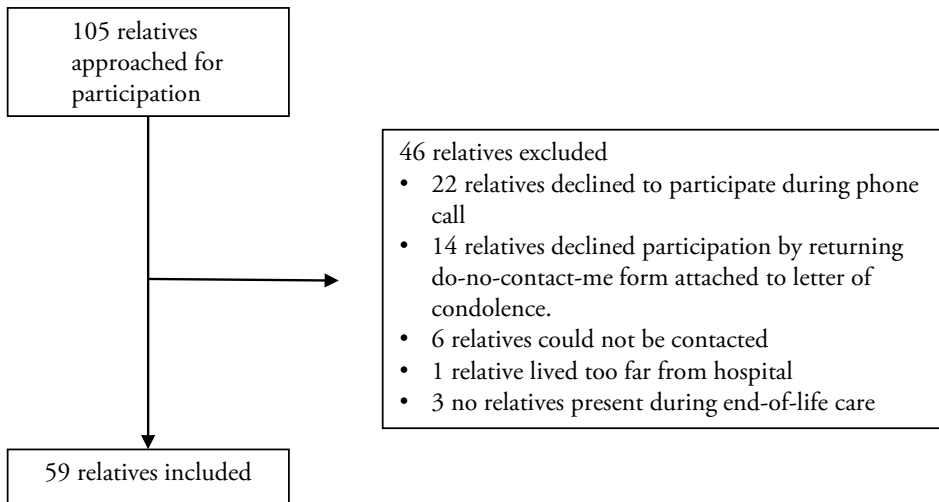 105 relatives
approached for
participation
46 relatives excluded
• 22 relatives declined to participate during phone
call
• 14 relatives declined participation by returning
do-no-contact-me form attached to letter of
condolence.
• 6 relatives could not be contacted
• 1 relative lived too far from hospital
• 3 no relatives present during end-of-life care
59 relatives included